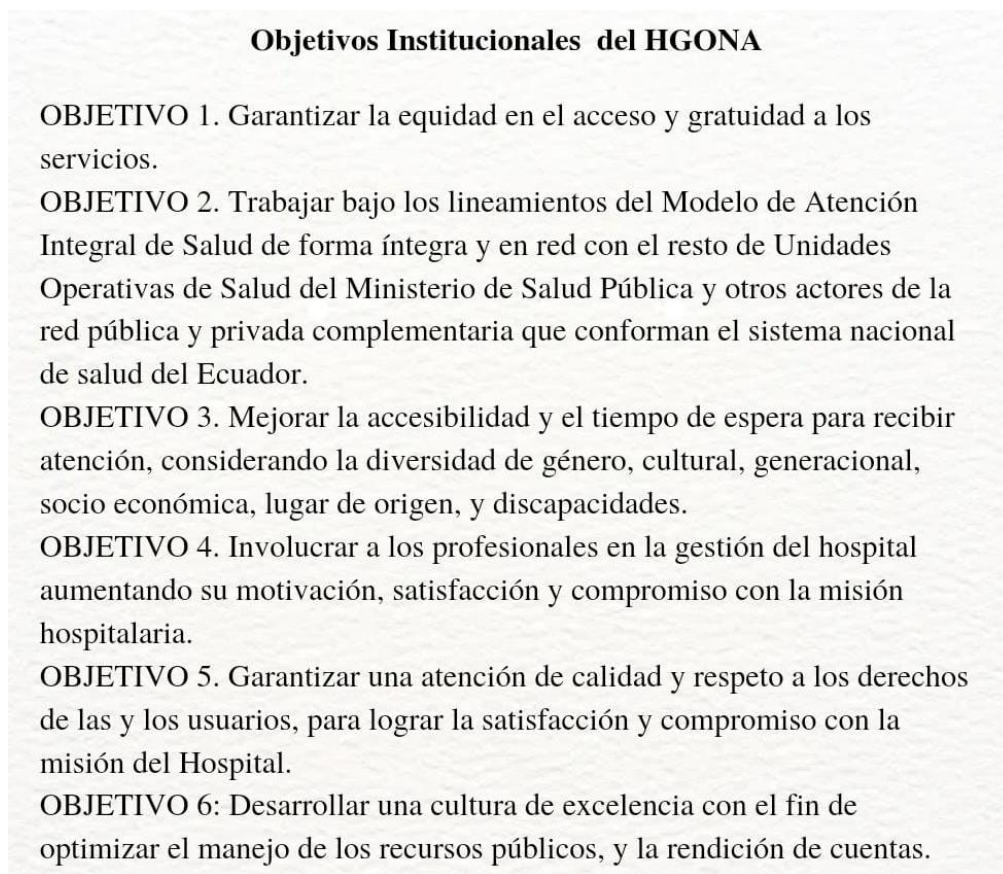 Objetivos Institucionales del HGONA
OBJETIVO 1. Garantizar la equidad en el acceso y gratuidad a los
servicios.
OBJETIVO 2. Trabajar bajo los lineamientos del Modelo de Atención
Integral de Salud de forma íntegra y en red con el resto de Unidades
Operativas de Salud del Ministerio de Salud Pública y otros actores de la
red pública y privada complementaria que conforman el sistema nacional
de salud del Ecuador.
OBJETIVO 3. Mejorar la accesibilidad y el tiempo de espera para recibir
atención, considerando la diversidad de género, cultural, generacional,
socio económica, lugar de origen, y discapacidades.
OBJETIVO 4. Involucrar a los profesionales en la gestión del hospital
aumentando su motivación, satisfacción y compromiso con la misión
hospitalaria.
OBJETIVO 5. Garantizar una atención de calidad y respeto a los derechos
de las y los usuarios, para lograr la satisfacción y compromiso con la
misión del Hospital.
OBJETIVO 6: Desarrollar una cultura de excelencia con el fin de
optimizar el manejo de los recursos públicos, y la rendición de cuentas.